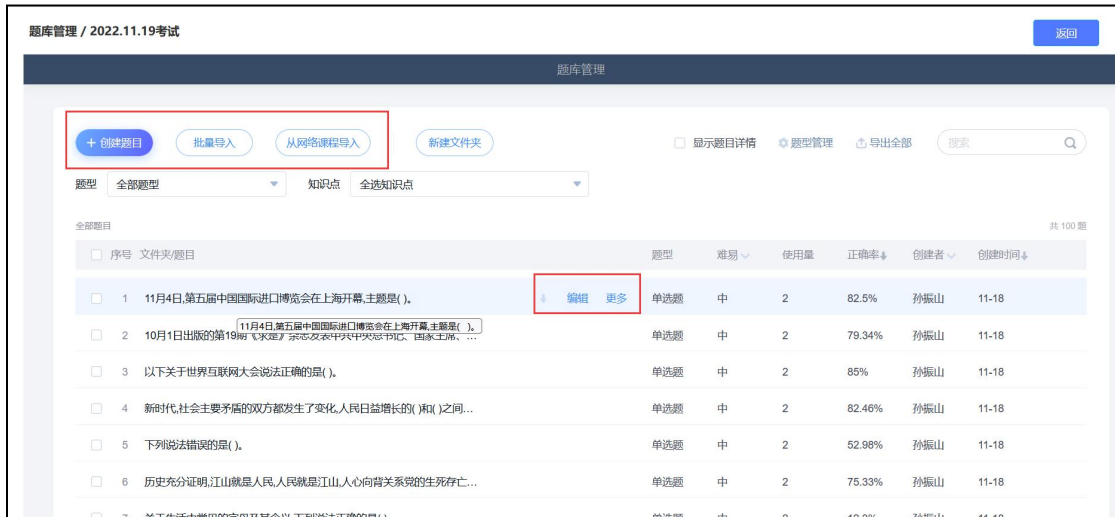 题库管理 / 2022.11.19考试
返回
题库管理
+ 创建题目 批量导入 从网络课程导入 新建文件夹 显示题目详情 题型管理 导出全部 搜索
题型 全部题型 知识点 全选知识点
全部题目 共 100 题
序号 文件夹/题目 题型 难易 使用量 正确率 创建者 创建时间
1 11月4日,第五届中国国际进口博览会在上海开幕,主题是( )。 编辑 更多 单选题 中 2 82.5% 孙振山 11-18
11月4日,第五届中国国际进口博览会在上海开幕,主题是( )。
2 10月1日出版的第19期《求是》杂志发表中共中央总书记、国家主席、... 单选题 中 2 79.34% 孙振山 11-18
3 以下关于世界互联网大会说法正确的是( )。 单选题 中 2 85% 孙振山 11-18
4 新时代,社会主要矛盾的双方都发生了变化,人民日益增长的( )和( )之间... 单选题 中 2 82.46% 孙振山 11-18
5 下列说法错误的是( )。 单选题 中 2 52.98% 孙振山 11-18
6 历史充分证明,江山就是人民,人民就是江山,人心向背关系党的生死存亡... 单选题 中 2 75.33% 孙振山 11-18